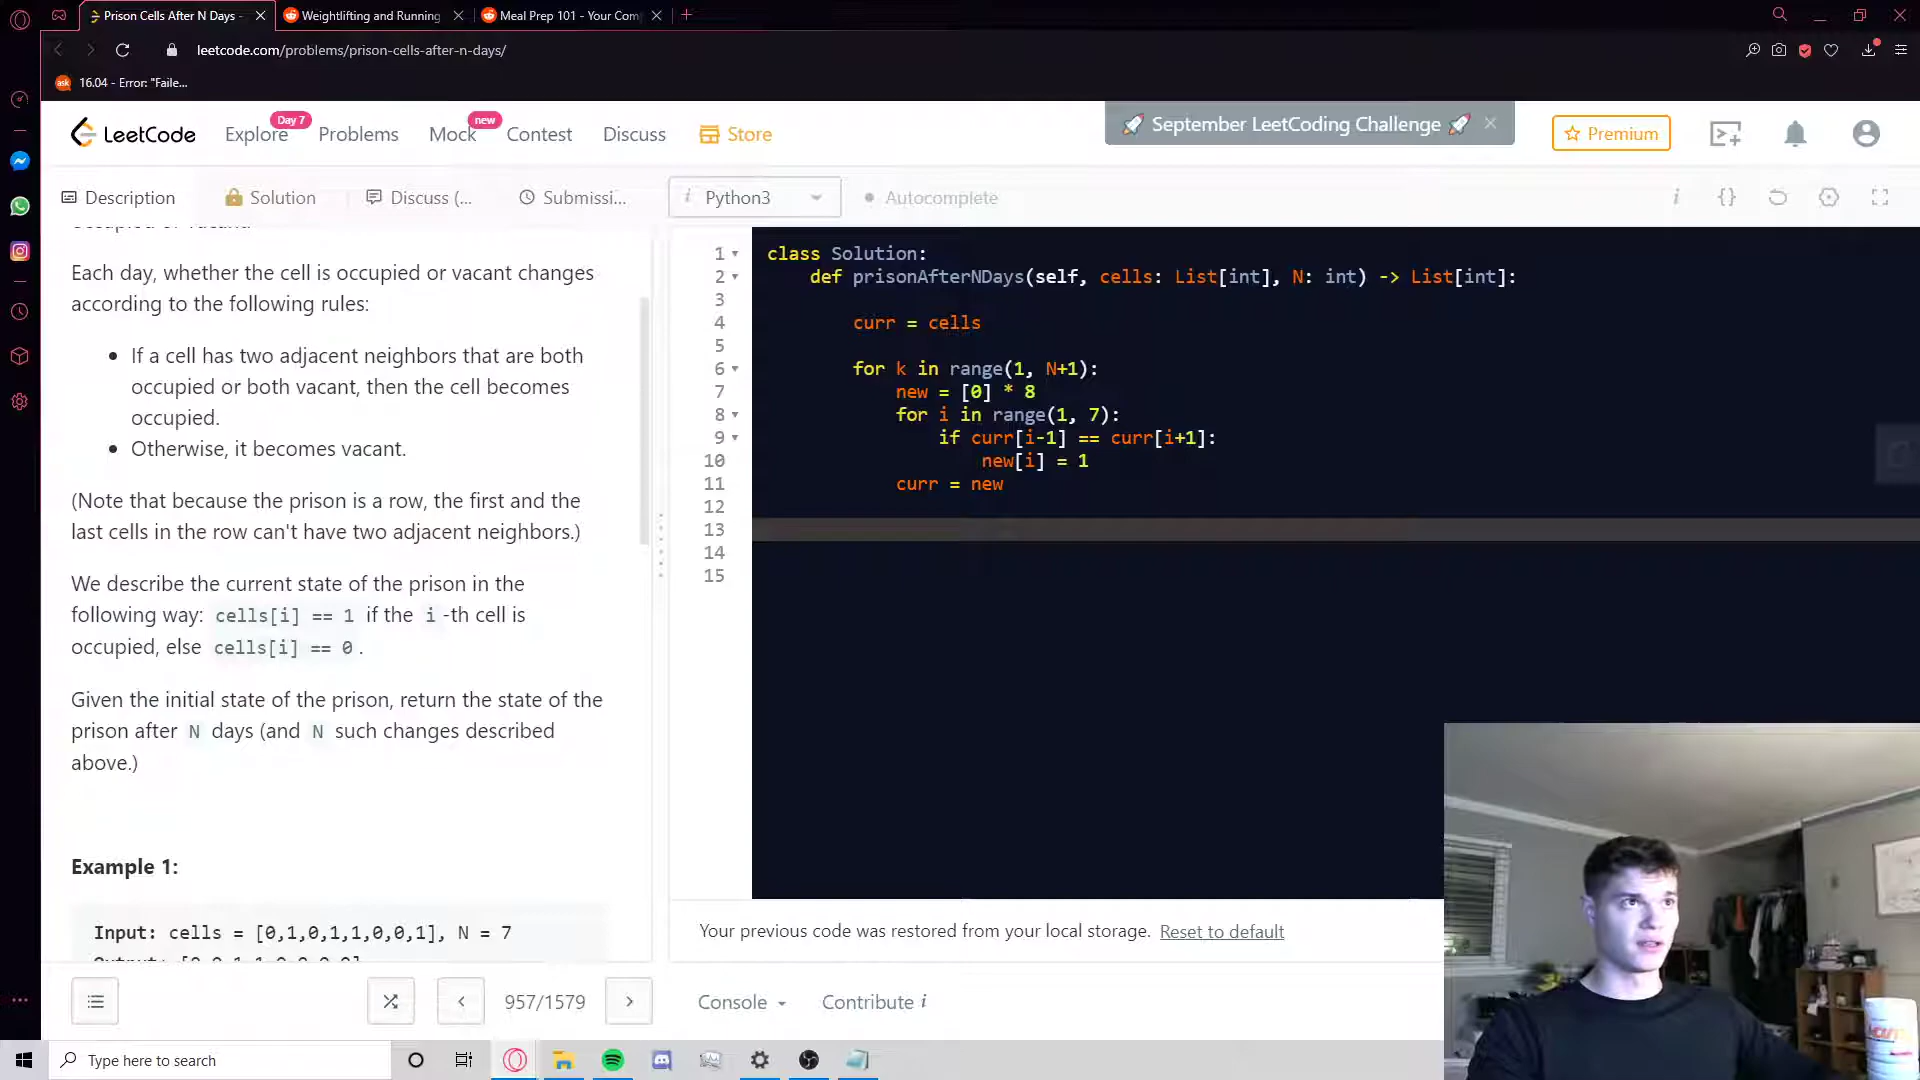 Prison Cells After N Days -
Weightlifting and Running
Meal Prep 101 - Your Com
leetcode.com/problems/prison-cells-after-n-days/
ask 16.04 - Error: "Faile...
LeetCode
Explore
Day 7
Problems
Mock
new
Contest
Discuss
Store
September LeetCoding Challenge
Premium
Description
Solution
Discuss (...
Submissi...
i Python3
Autocomplete
Each day, whether the cell is occupied or vacant changes
according to the following rules:
• If a cell has two adjacent neighbors that are both
occupied or both vacant, then the cell becomes
occupied.
• Otherwise, it becomes vacant.
(Note that because the prison is a row, the first and the
last cells in the row can't have two adjacent neighbors.)
We describe the current state of the prison in the
following way: cells[i] == 1 if the i -th cell is
occupied, else cells[i] == 0 .
Given the initial state of the prison, return the state of the
prison after N days (and N such changes described
above.)
Example 1:
Input: cells = [0,1,0,1,1,0,0,1], N = 7
1 class Solution:
2 def prisonAfterNDays(self, cells: List[int], N: int) -> List[int]:
3
4 curr = cells
5
6 for k in range(1, N+1):
7 new = [0] * 8
8 for i in range(1, 7):
9 if curr[i-1] == curr[i+1]:
10 new[i] = 1
11 curr = new
12
13
14
15
Your previous code was restored from your local storage. Reset to default
957/1579
Console
Contribute i
Type here to search